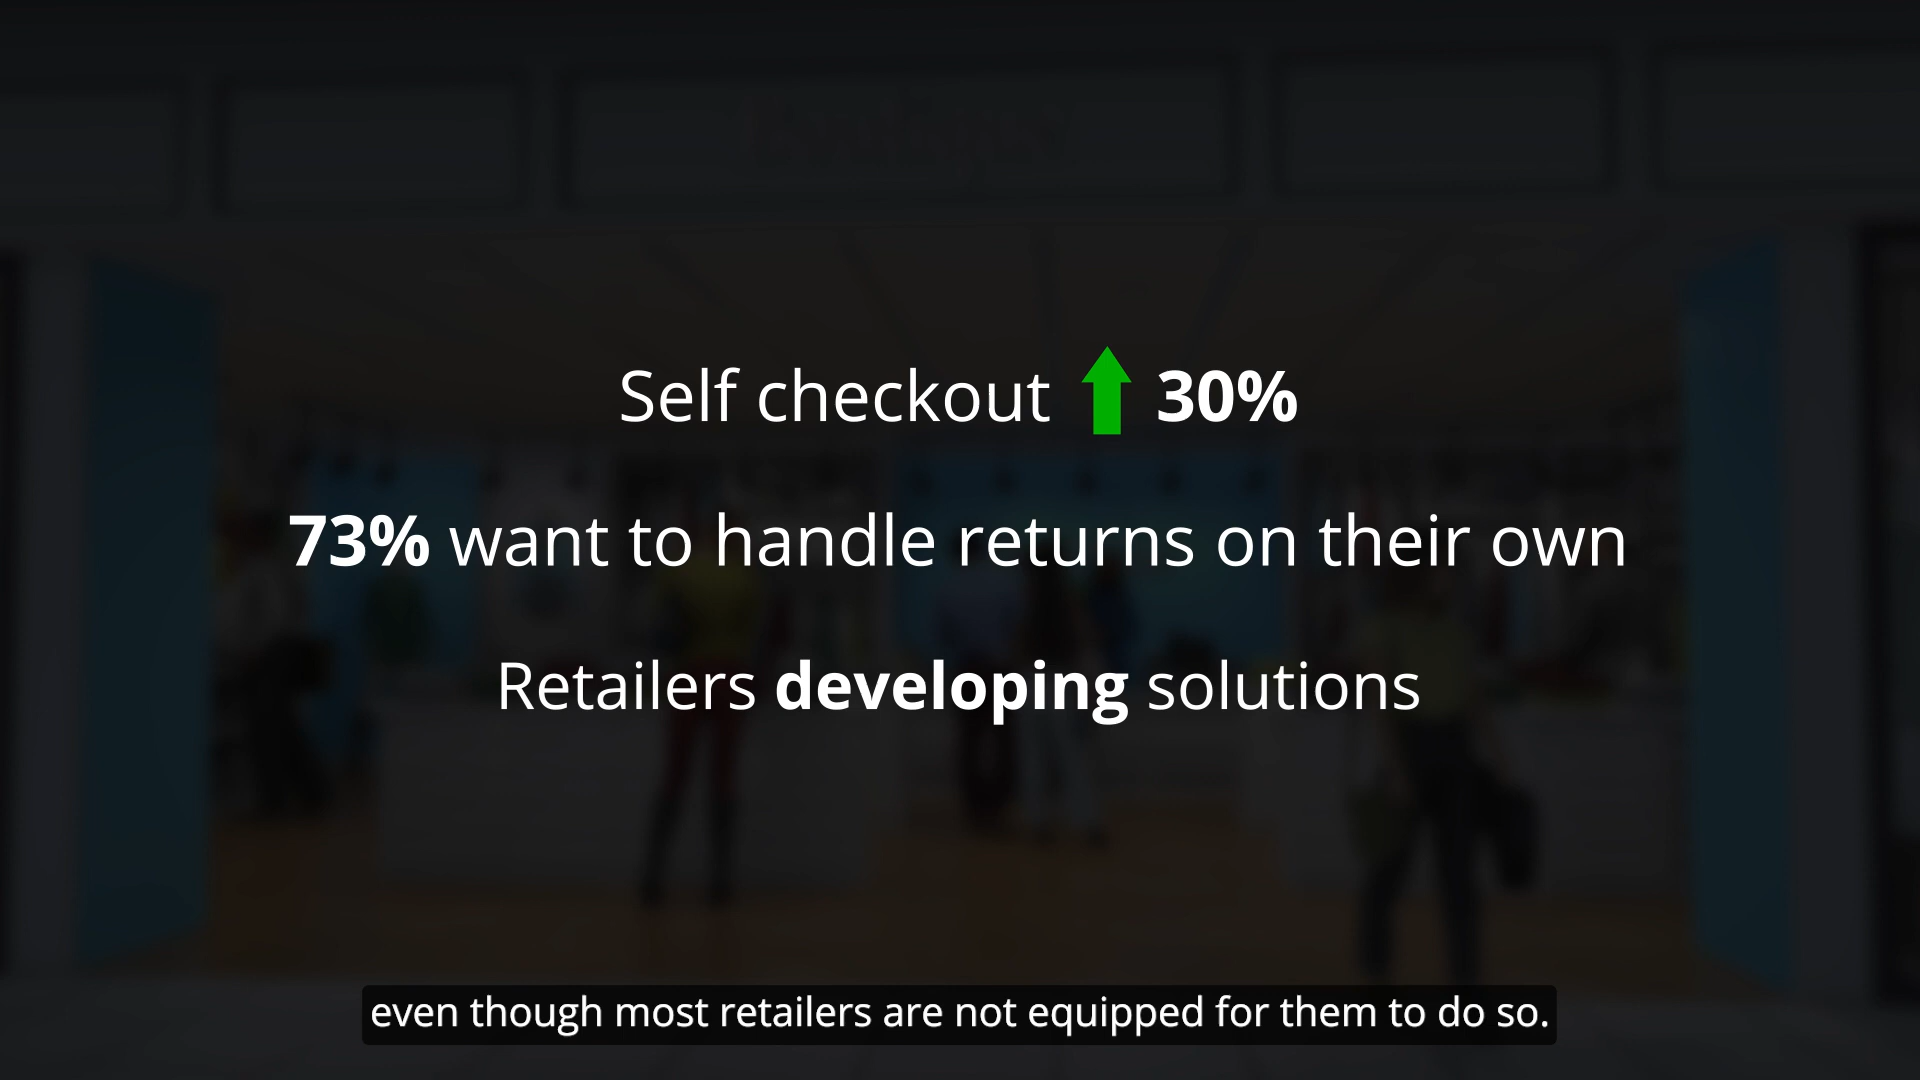 Self checkout 30%
73% want to handle returns on their own
Retailers developing solutions
even though most retailers are not equipped for them to do so.